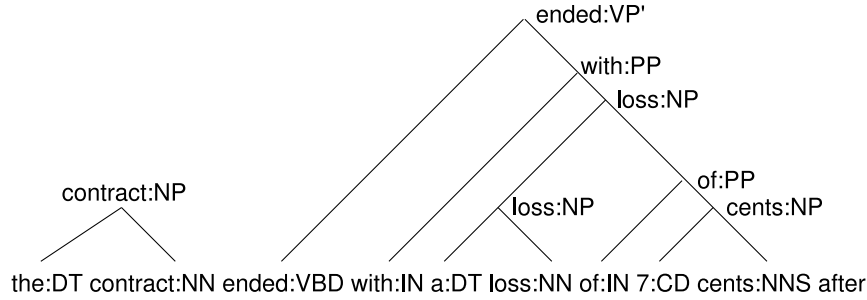 ended:VP'
with:PP
loss:NP
contract:NP
of:PP
loss:NP
cents:NP
the:DT contract:NN ended:VBD with:IN a:DT loss:NN of:IN 7:CD cents:NNS after